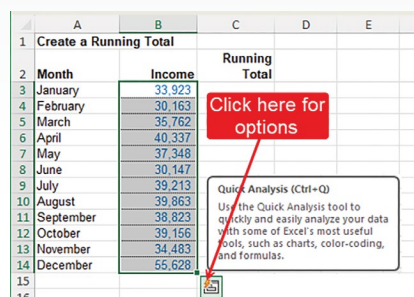 A B C D E
1 Create a Running Total
Running
2 Month Income Total
3 January 33,923
4 February 30,163
5 March 35,762
6 April 40,337
7 May 37,348
8 June 30,147
9 July 39,213
10 August 39,863
11 September 38,823
12 October 39,156
13 November 34,483
14 December 55,628
15
16
Click here for
options
Quick Analysis (Ctrl+Q)
Use the Quick Analysis tool to
quickly and easily analyze your data
with some of Excel's most useful
tools, such as charts, color-coding,
and formulas.